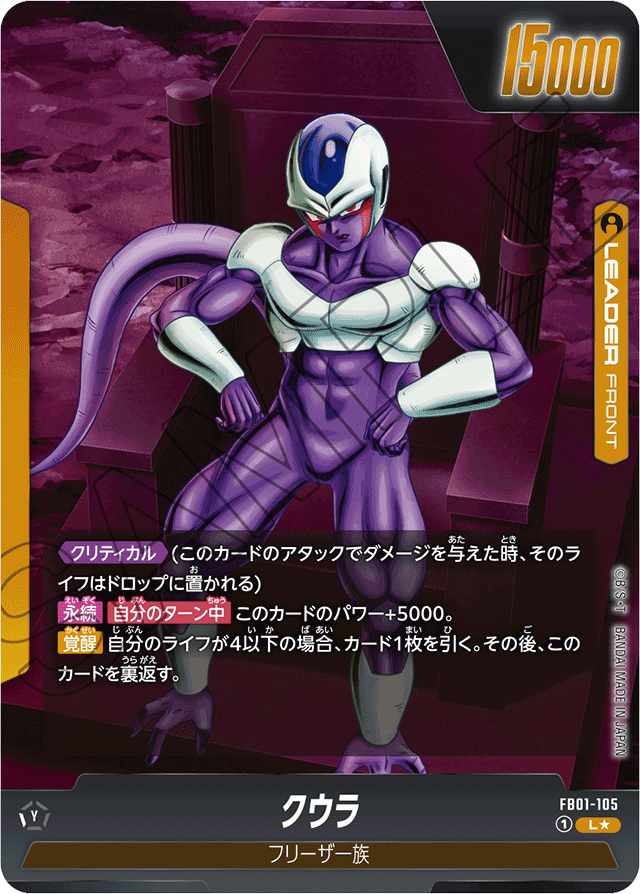 15000
LEADER FRONT
クリティカル (このカードのアタックでダメージを与えた時、そのラ
イフはドロップに置かれる)
永続 自分のターン中 このカードのパワー+5000。
覚醒 自分のライフが4以下の場合、カード1枚を引く。その後、この
カードを裏返す。
©B・S・T BANDAI MADE IN JAPAN
SAMPLE
Y
クウラ
FB01-105
1 L★
フリーザー族